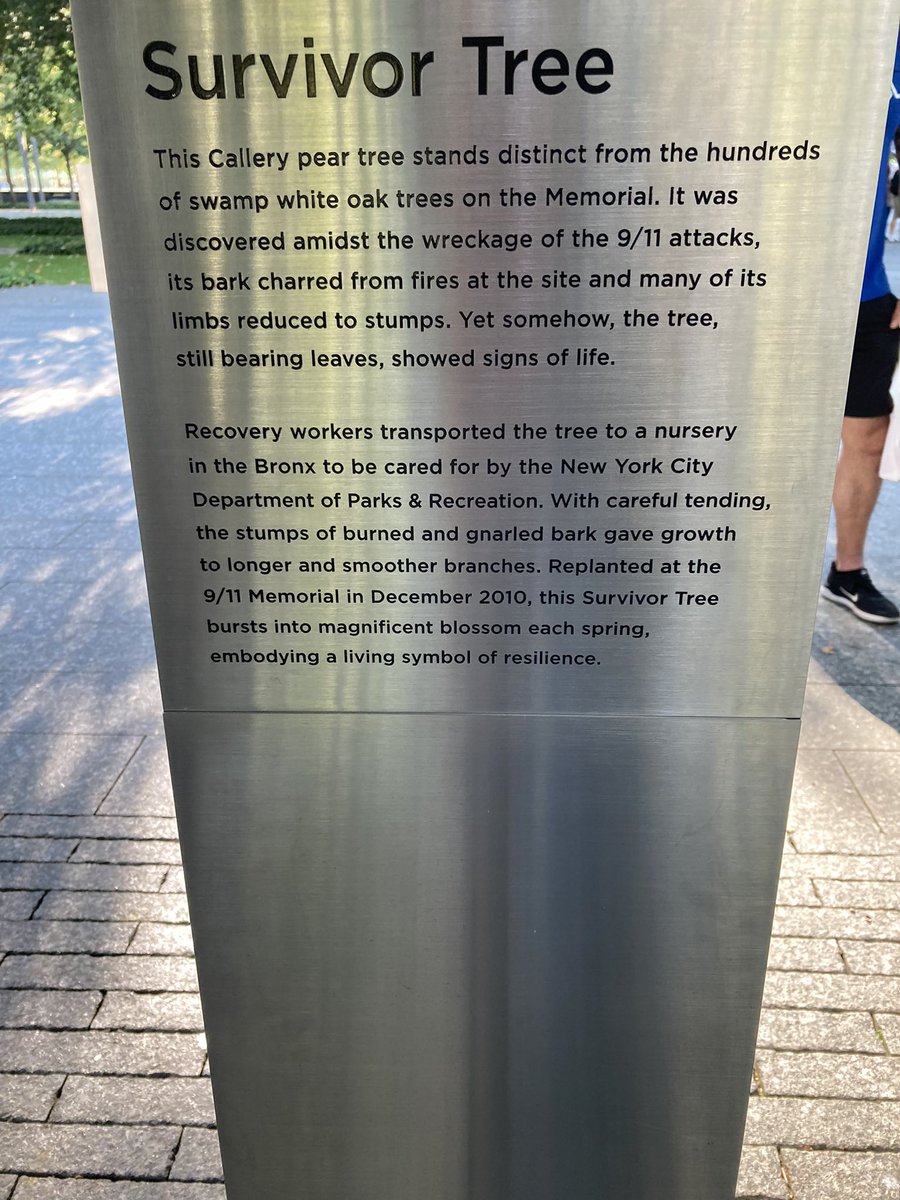 Survivor Tree
This Callery pear tree stands distinct from the hundreds
of swamp white oak trees on the Memorial. It was
discovered amidst the wreckage of the 9/11 attacks,
its bark charred from fires at the site and many of its
limbs reduced to stumps. Yet somehow, the tree,
still bearing leaves, showed signs of life.
Recovery workers transported the tree to a nursery
in the Bronx to be cared for by the New York City
Department of Parks & Recreation. With careful tending,
the stumps of burned and gnarled bark gave growth
to longer and smoother branches. Replanted at the
9/11 Memorial in December 2010, this Survivor Tree
bursts into magnificent blossom each spring,
embodying a living symbol of resilience.